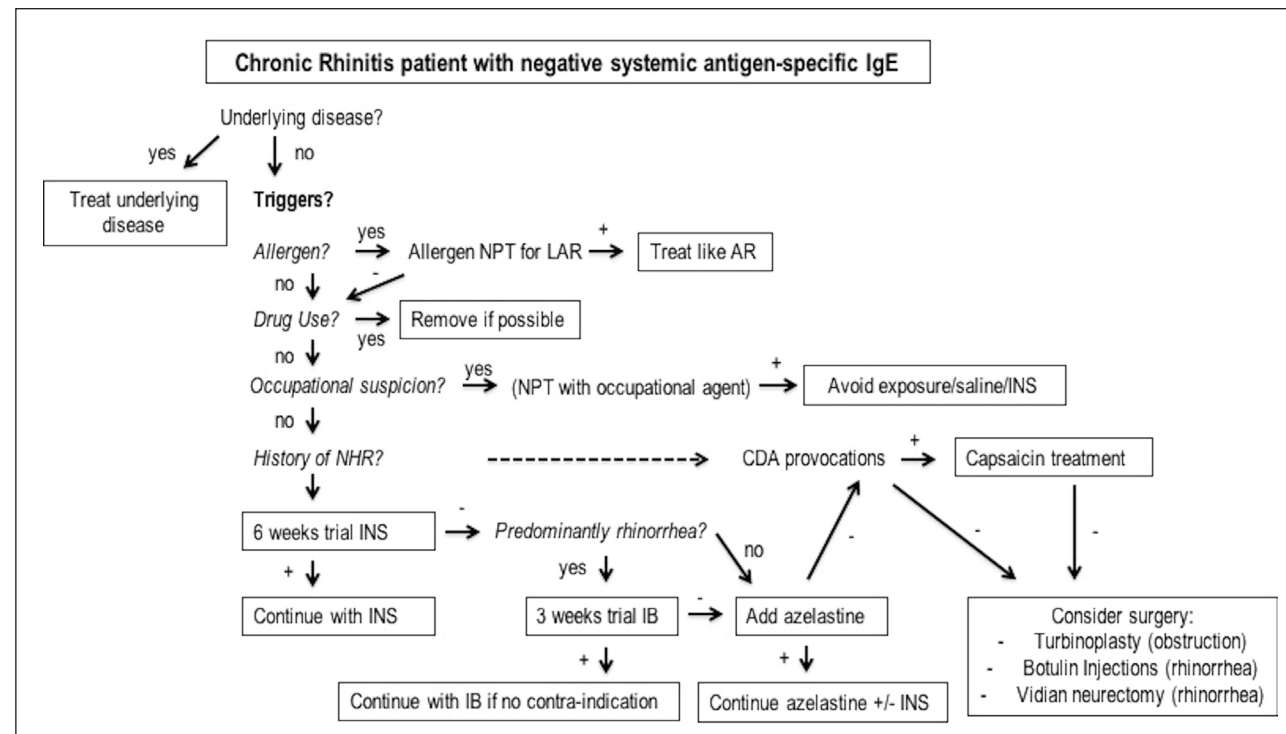 Chronic Rhinitis patient with negative systemic antigen-specific IgE
Underlying disease?
yes
no
Treat underlying
disease
Triggers?
Allergen?
yes
Allergen NPT for LAR
+
Treat like AR
no
-
Drug Use?
yes
Remove if possible
no
Occupational suspicion?
yes
(NPT with occupational agent)
+
Avoid exposure/saline/INS
no
History of NHR?
CDA provocations
+
Capsaicin treatment
6 weeks trial INS
-
Predominantly rhinorrhea?
no
-
-
-
+
yes
Continue with INS
3 weeks trial IB
-
Add azelastine
+
+
Continue with IB if no contra-indication
Continue azelastine +/- INS
Consider surgery:
- Turbinoplasty (obstruction)
- Botulin Injections (rhinorrhea)
- Vidian neurectomy (rhinorrhea)